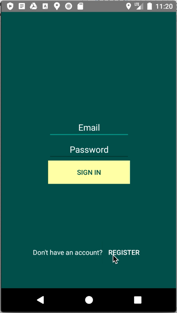 11:20
Email
Password
SIGN IN
Don't have an account? REGISTER